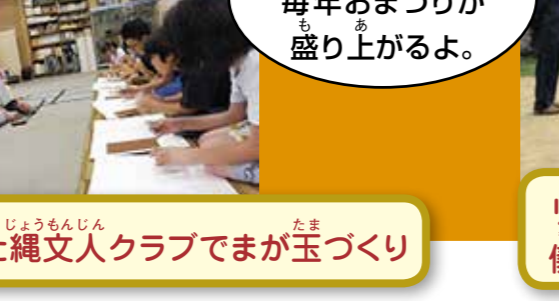 毎年おまつりが
盛り上がるよ。
縄文人クラブでまが玉づくり